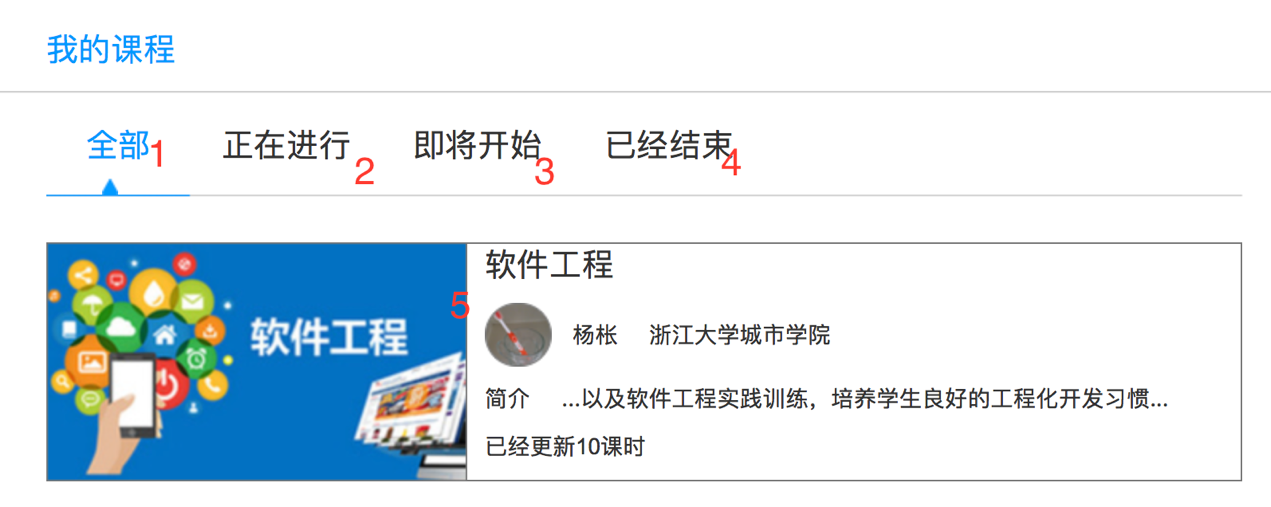 我的课程
全部1 正在进行2 即将开始3 已经结束4
软件工程
5
软件工程
杨枨 浙江大学城市学院
简介 ...以及软件工程实践训练，培养学生良好的工程化开发习惯...
已经更新10课时